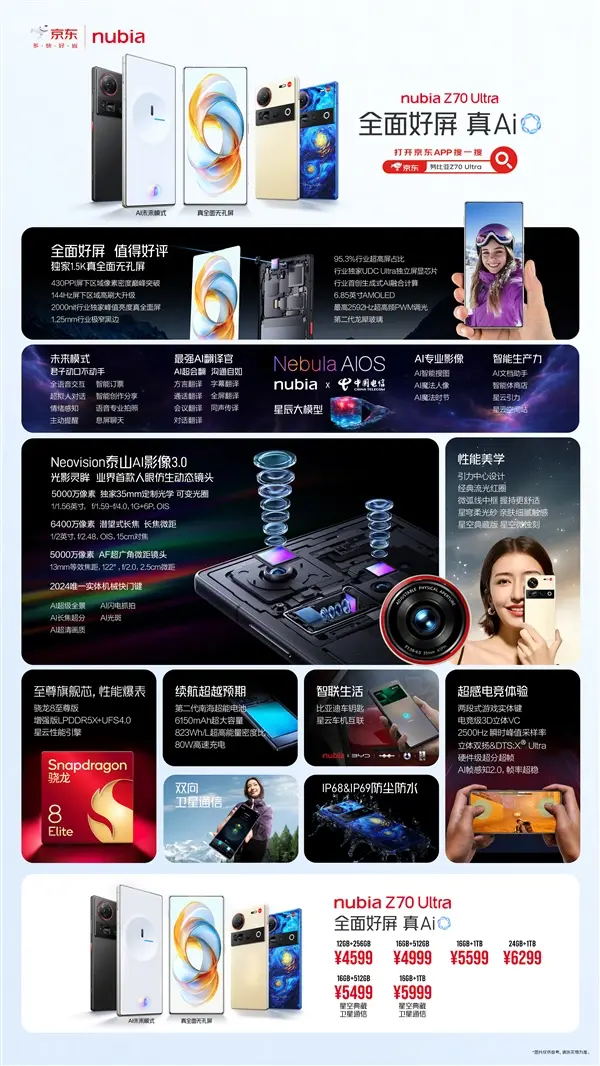 京东
多·快·好·省
nubia
nubia Z70 Ultra
全面好屏 真Ai
打开京东APP搜一搜
京东
努比亚Z70 Ultra
AI未来模式
真全面无孔屏
全面好屏 值得好评
独家1.5K真全面无孔屏
430PPI屏下区域像素密度巅峰突破
144Hz屏下区域高刷大升级
2000nit行业独家峰值亮度真全面屏
1.25mm行业极窄黑边
95.3%行业超高屏占比
行业独家UDC Ultra独立屏显芯片
行业首创生成式AI融合计算
6.85英寸AMOLED
最高2592Hz超高频PWM调光
第二代龙犀玻璃
未来模式
君子动口不动手
全语音交互 智能订票
超拟人对话 智能创作分享
情绪感知 语音专业拍照
主动提醒 息屏聊天
最强AI翻译官
AI超会翻 沟通自如
方言翻译 字幕翻译
通话翻译 全屏翻译
会议翻译 同声传译
对话翻译
Nebula AIOS
nubia x 中国电信
CHINA TELECOM
星辰大模型
AI专业影像
AI智能搜图
AI魔法人像
AI魔法时节
智能生产力
AI文档助手
智能体商店
星云引力
星云空间站
Neovision泰山AI影像3.0
光影灵眸 业界首款人眼仿生动态镜头
5000万像素 独家35mm定制光学 可变光圈
1/1.56英寸, f/1.59-f/4.0, 1G+6P, OIS
6400万像素 潜望式长焦 长焦微距
1/2英寸, f/2.48, OIS, 15cm对焦
5000万像素 AF超广角微距镜头
13mm等效焦距, 122°, f/2.0, 2.5cm微距
2024唯一实体机械快门键
AI超级全景 AI闪电抓拍
AI长焦超分 AI光斑
AI超清画质
ADJUSTABLE PHYSICAL APERTURE
性能美学
引力中心设计
经典流光红圈
微弧线中框 握持更舒适
星穹柔光砂 亲肤细腻触感
星空典藏版 星空微蚀刻
至尊旗舰芯, 性能爆表
骁龙8至尊版
增强版LPDDR5X+UFS4.0
星云性能引擎
Snapdragon
骁龙
8
Elite
续航超越预期
第二代南海超能电池
6150mAh超大容量
823Wh/L超高能量密度比
80W高速充电
智联生活
比亚迪车钥匙
星云车机互联
nubia
BYD
超感电竞体验
两段式游戏实体键
电竞级3D立体VC
2500Hz 瞬时峰值采样率
立体双扬&DTS:X® Ultra
硬件级超分超帧
AI帧感知2.0, 帧率超稳
双向
卫星通信
IP68&IP69防尘防水
nubia Z70 Ultra
全面好屏 真Ai
12GB+256GB 16GB+512GB 16GB+1TB 24GB+1TB
¥4599 ¥4999 ¥5599 ¥6299
16GB+512GB 16GB+1TB
¥5499 ¥5999
星空典藏 星空典藏
卫星通信 卫星通信
AI未来模式
真全面无孔屏